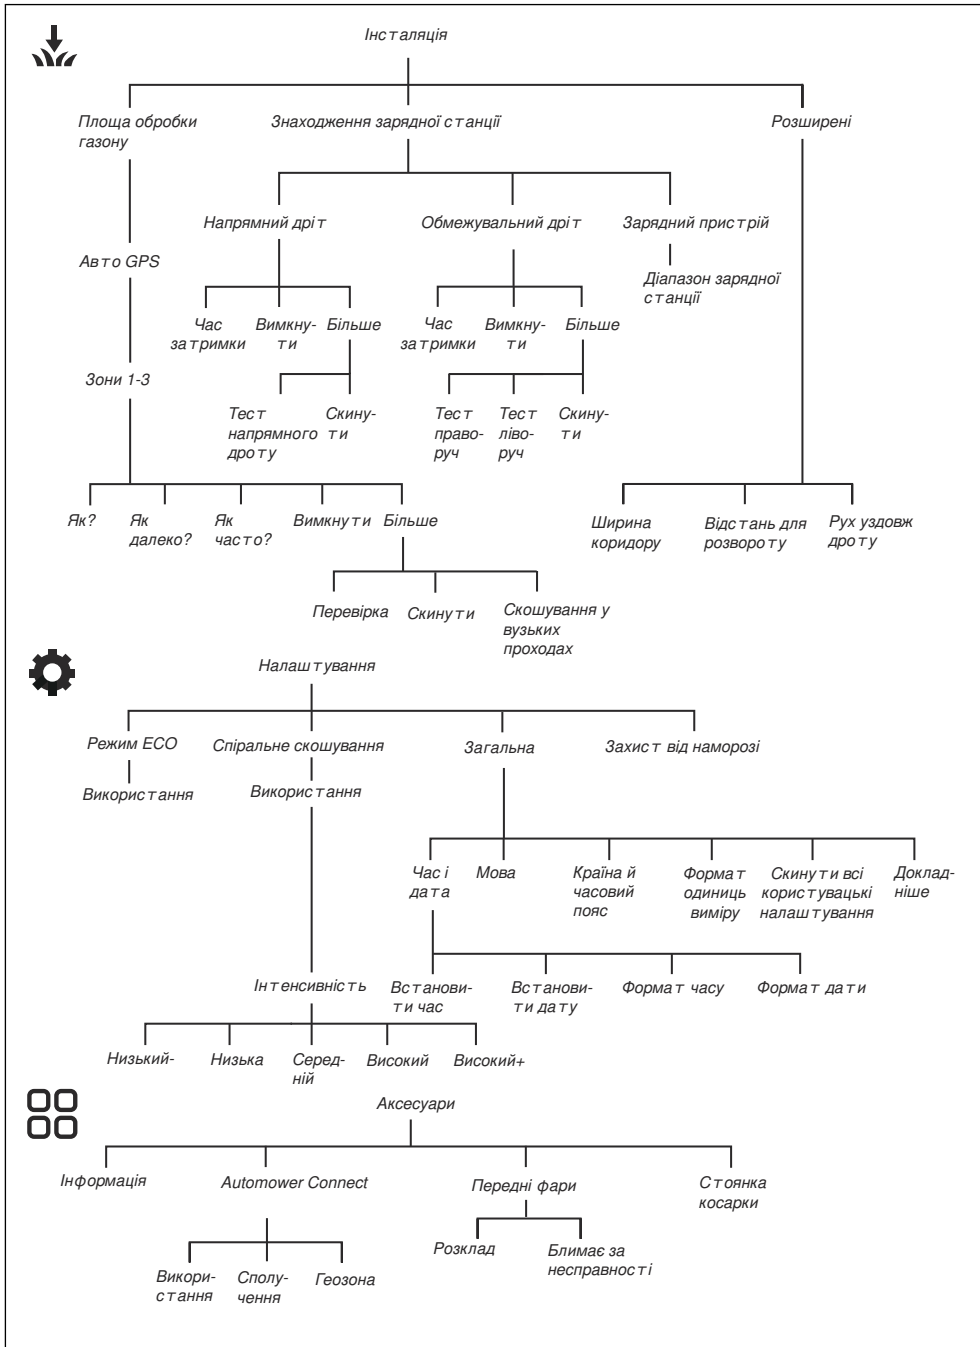 Інсталяція
Площа обробки
газону
Знаходження зарядної станції
Розширені
Напрямний дріт
Обмежувальний дріт
Зарядний пристрій
Авто GPS
Діапазон зарядної
станції
Час
затримки
Вимкну-
ти
Більше
Час
затримки
Вимкну-
ти
Більше
Зони 1-3
Тест
напрямного
дроту
Скину-
ти
Тест
право-
руч
Тест
ліво-
руч
Скину-
ти
Як?
Як
далеко?
Як
часто?
Вимкнути
Більше
Ширина
коридору
Відстань для
розвороту
Рух уздовж
дроту
Перевірка
Скинути
Скошування у
вузьких
проходах
Налаштування
Режим ECO
Спіральне скошування
Загальна
Захист від наморозі
Використання
Використання
Час і
дата
Мова
Країна й
часовий
пояс
Формат
одиниць
виміру
Скинути всі
користувацькі
налаштування
Доклад-
ніше
Інтенсивність
Встанови-
ти час
Встанови-
ти дату
Формат часу
Формат дати
Низький-
Низька
Серед-
ній
Високий
Високий+
Аксесуари
Інформація
Automower Connect
Передні фари
Стоянка
косарки
Розклад
Блимає за
несправності
Викори-
стання
Сполу-
чення
Геозона